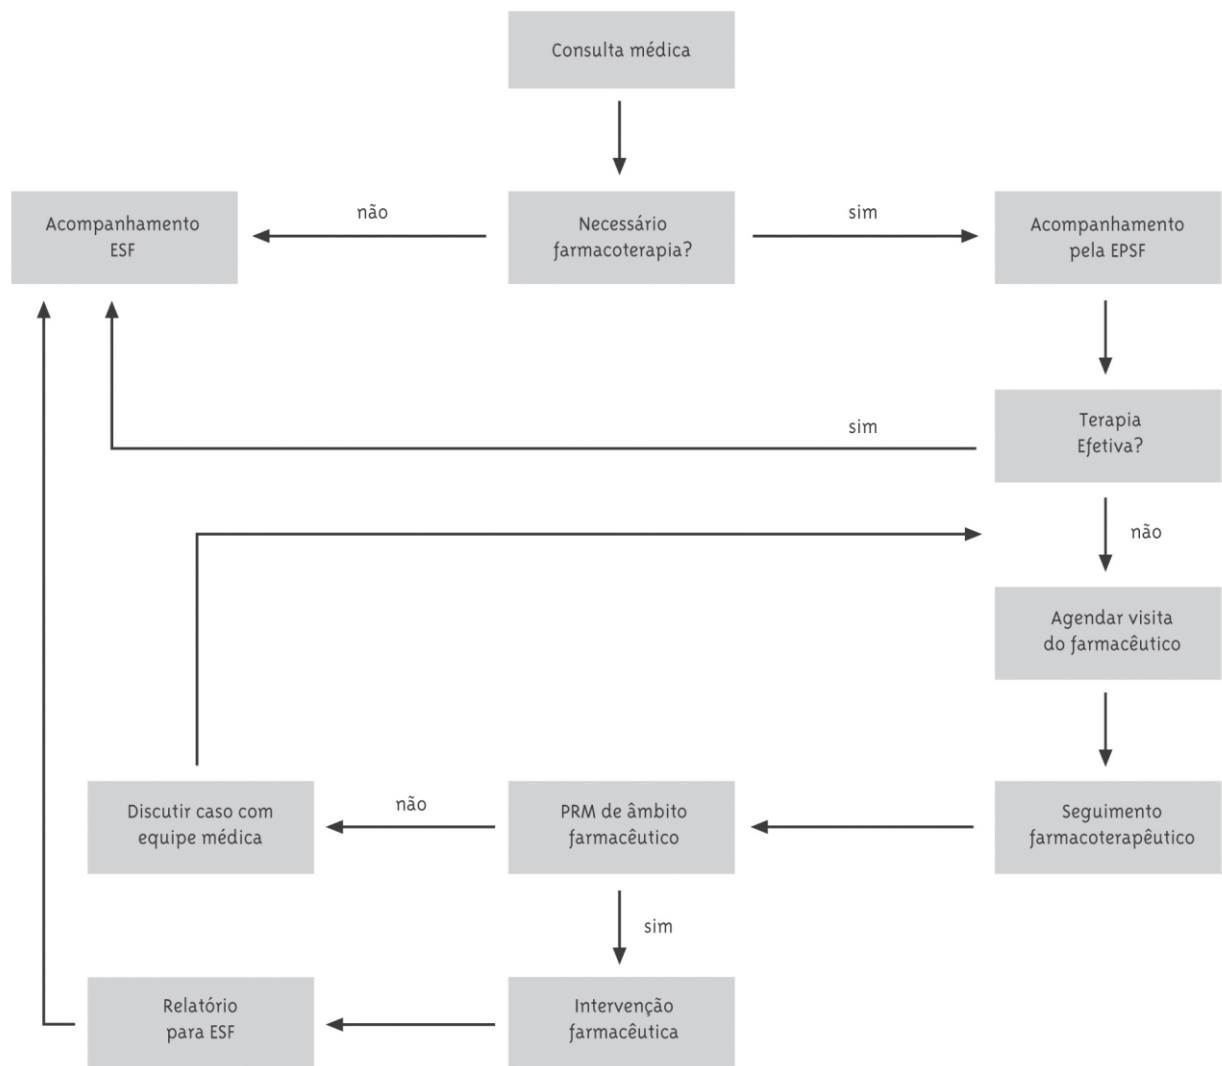 Consulta médica
Acompanhamento
ESF
não
Necessário
farmacoterapia?
sim
Acompanhamento
pela EPSF
sim
Terapia
Efetiva?
não
Agendar visita
do farmacêutico
Discutir caso com
equipe médica
não
PRM de âmbito
farmacêutico
Seguimento
farmacoterapêutico
sim
Relatório
para ESF
Intervenção
farmacêutica